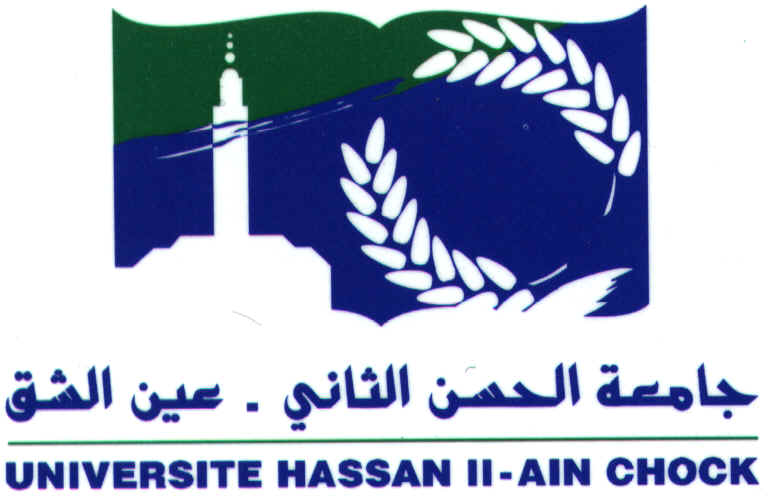 جامعة الحسن الثاني . عين الشق
UNIVERSITE HASSAN II-AIN CHOCK